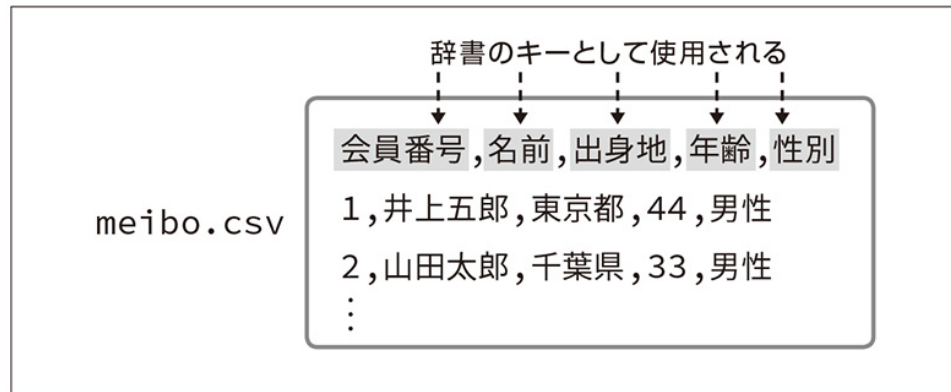 辞書のキーとして使用される
会員番号,名前,出身地,年齢,性別
meibo.csv
1,井上五郎,東京都,44,男性
2,山田太郎,千葉県,33,男性
⋮